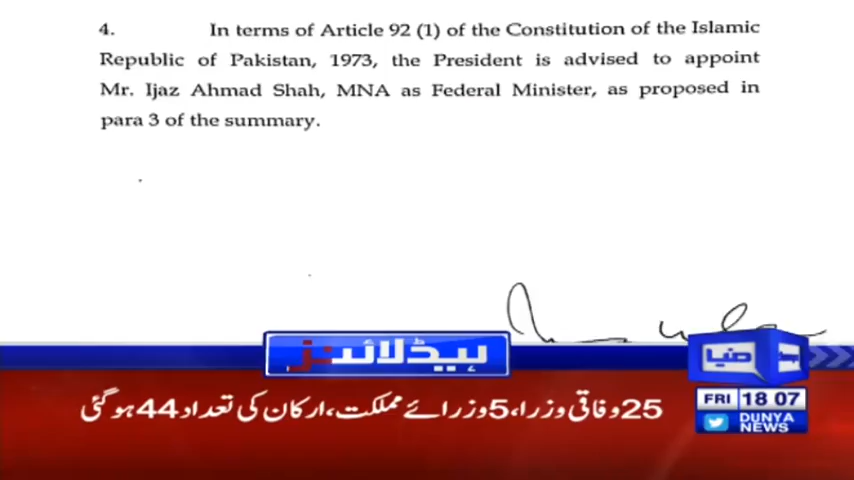 4. In terms of Article 92 (1) of the Constitution of the Islamic
Republic of Pakistan, 1973, the President is advised to appoint
Mr. Ijaz Ahmad Shah, MNA as Federal Minister, as proposed in
para 3 of the summary.
ہیڈلائنز
دنیا
25وفاقی وزرا،5وزرائے مملکت،ارکان کی تعداد44ہوگئی
FRI 18 07
DUNYA
NEWS